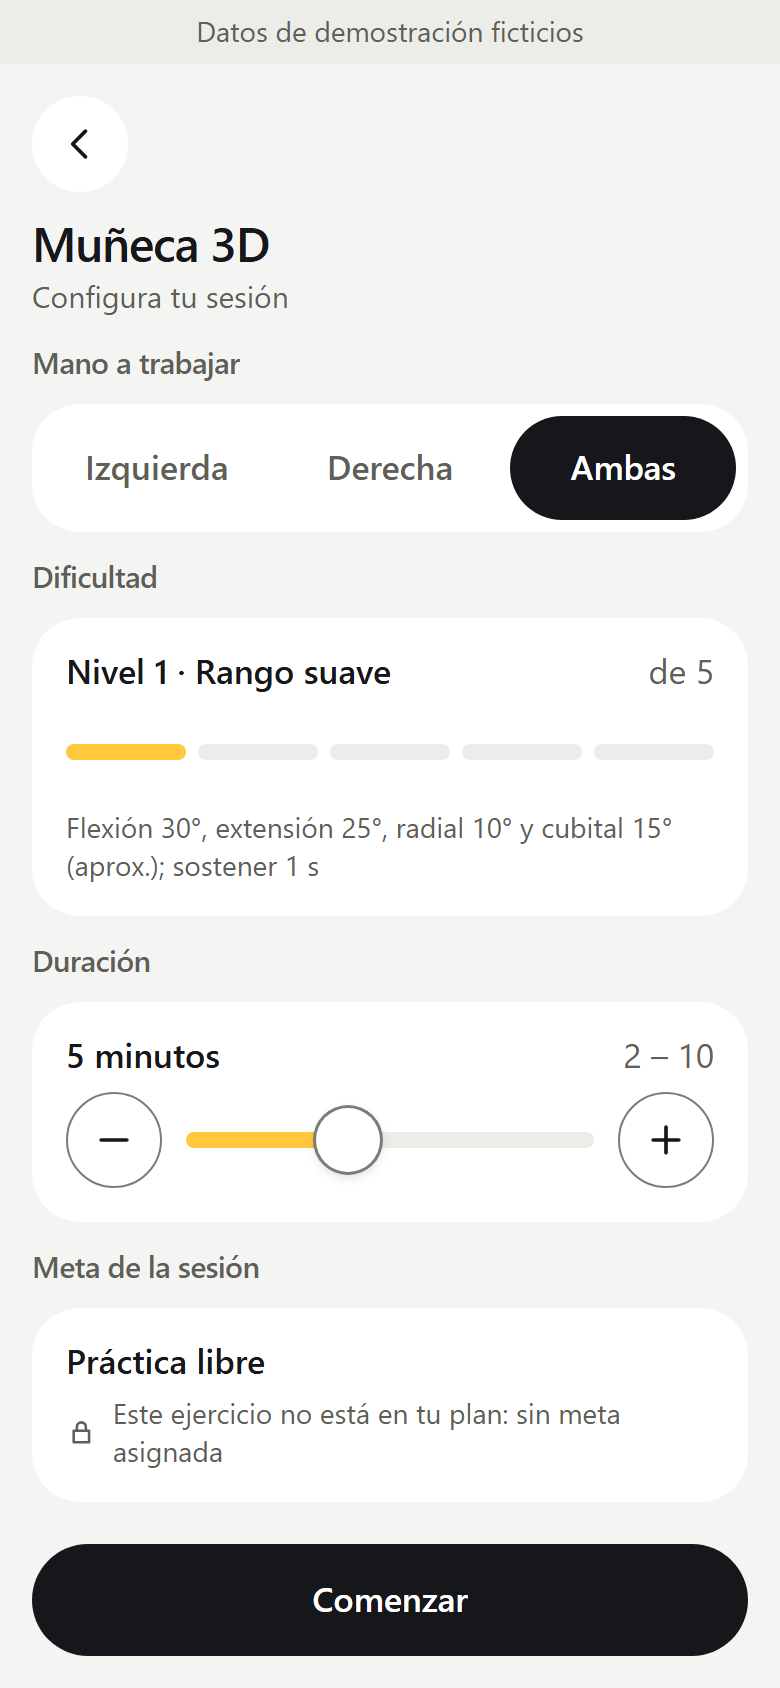 Datos de demostración ficticios
Muñeca 3D
Configura tu sesión
Mano a trabajar
Izquierda Derecha Ambas
Dificultad
Nivel 1 · Rango suave de 5
Flexión 30°, extensión 25°, radial 10° y cubital 15°
(aprox.); sostener 1 s
Duración
5 minutos 2 – 10
Meta de la sesión
Práctica libre
Este ejercicio no está en tu plan: sin meta
asignada
Comenzar